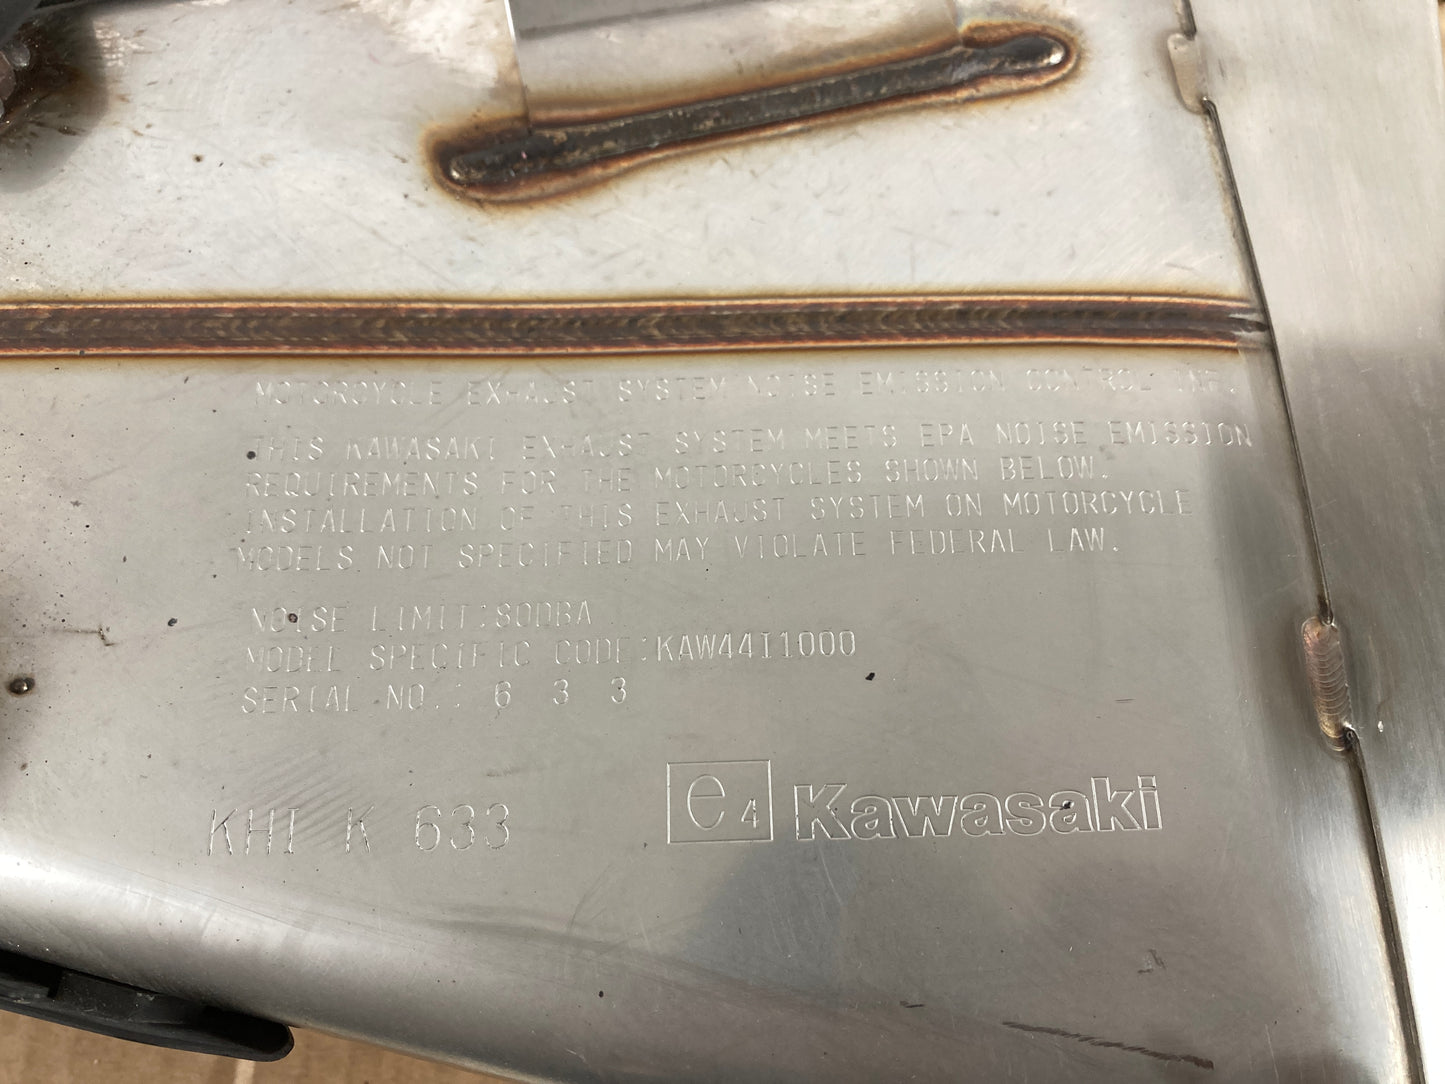 MOTORCYCLE EXHAUST SYSTEM NOISE EMISSION CONTROL INF.
THIS KAWASAKI EXHAUST SYSTEM MEETS EPA NOISE EMISSION
REQUIREMENTS FOR THE MOTORCYCLES SHOWN BELOW.
INSTALLATION OF THIS EXHAUST SYSTEM ON MOTORCYCLE
MODELS NOT SPECIFIED MAY VIOLATE FEDERAL LAW.
NOISE LIMIT:80DBA
MODEL SPECIFIC CODE:KAW44I1000
SERIAL NO.: 6 3 3
KHI K 633
e4 Kawasaki